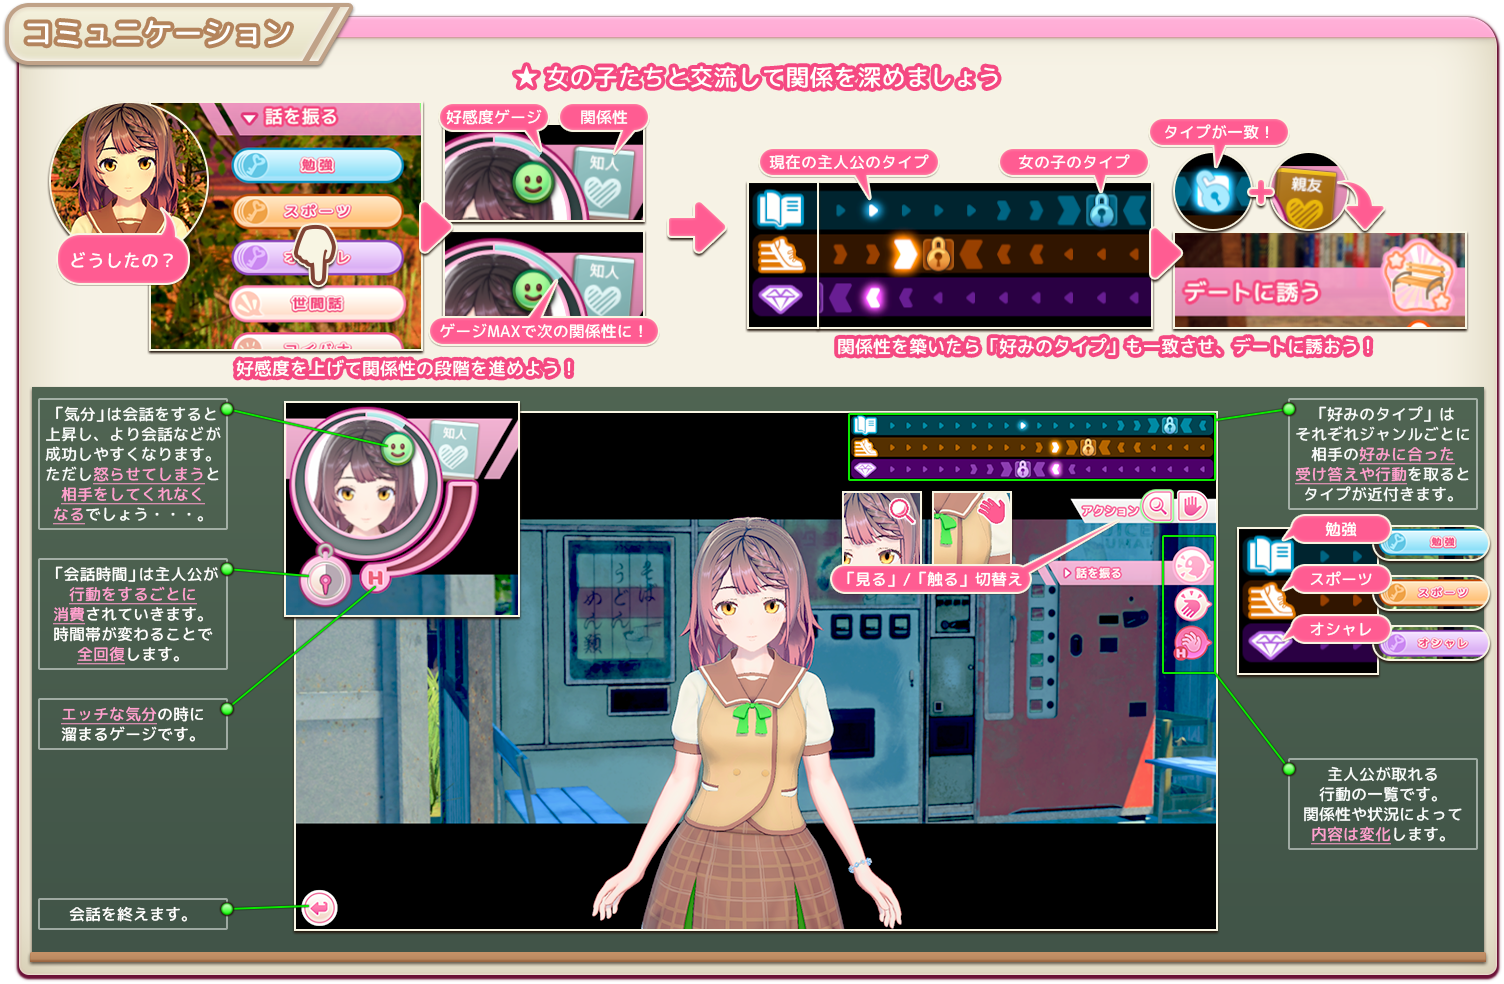 コミュニケーション
★ 女の子たちと交流して関係を深めましょう
話を振る
勉強
スポーツ
世間話
どうしたの？
好感度ゲージ
関係性
知人
知人
ゲージMAXで次の関係性に！
好感度を上げて関係性の段階を進めよう！
現在の主人公のタイプ
女の子のタイプ
タイプが一致！
親友
デートに誘う
関係性を築いたら「好みのタイプ」も一致させ、デートに誘おう！
「気分」は会話をすると
上昇し、より会話などが
成功しやすくなります。
ただし怒らせてしまうと
相手をしてくれなく
なるでしょう・・・。
「会話時間」は主人公が
行動をするごとに
消費されていきます。
時間帯が変わることで
全回復します。
エッチな気分の時に
溜まるゲージです。
会話を終えます。
知人
H
アクション
「見る」/「触る」切替え
話を振る
H
そば
うどん
めん類
「好みのタイプ」は
それぞれジャンルごとに
相手の好みに合った
受け答えや行動を取ると
タイプが近付きます。
勉強
勉強
スポーツ
スポーツ
オシャレ
オシャレ
主人公が取れる
行動の一覧です。
関係性や状況によって
内容は変化します。